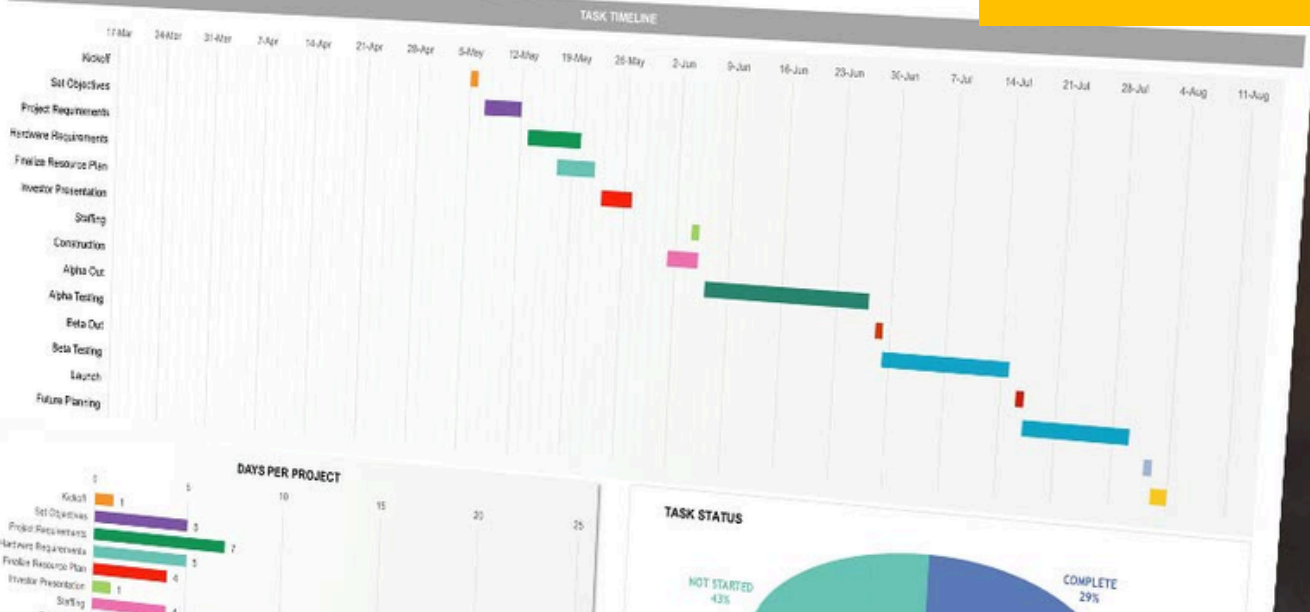 TASK TIMELINE
17-Mar 24-Mar 31-Mar 7-Apr 14-Apr 21-Apr 28-Apr 5-May 12-May 19-May 26-May 2-Jun 9-Jun 16-Jun 23-Jun 30-Jun 7-Jul 14-Jul 21-Jul 28-Jul 4-Aug 11-Aug
Kickoff
Set Objectives
Project Requirements
Hardware Requirements
Finalize Resource Plan
Investor Presentation
Staffing
Construction
Alpha Out
Alpha Testing
Beta Out
Beta Testing
Launch
Future Planning
DAYS PER PROJECT
0 5 10 15 20 25
Kickoff 1
Set Objectives 5
Project Requirements 7
Hardware Requirements 5
Finalize Resource Plan 4
Investor Presentation 1
Staffing 4
TASK STATUS
NOT STARTED
43%
COMPLETE
29%